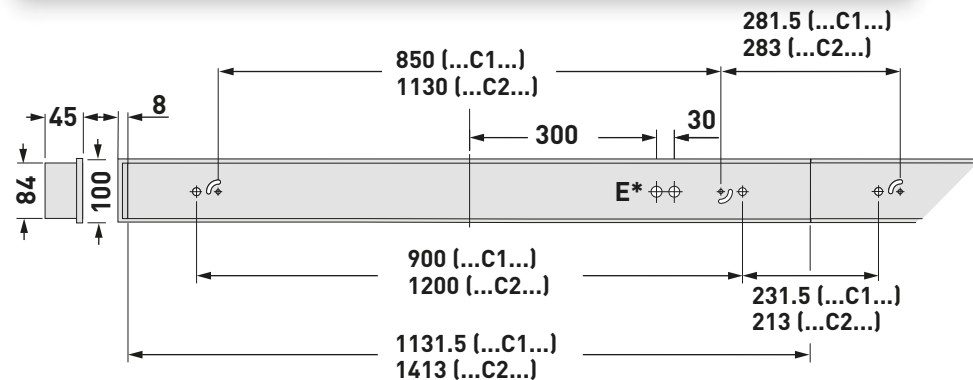 281.5 (...C1...)
283 (...C2...)
850 (...C1...)
1130 (...C2...)
45
8
300
30
84
100
E*
900 (...C1...)
1200 (...C2...)
231.5 (...C1...)
213 (...C2...)
1131.5 (...C1...)
1413 (...C2...)